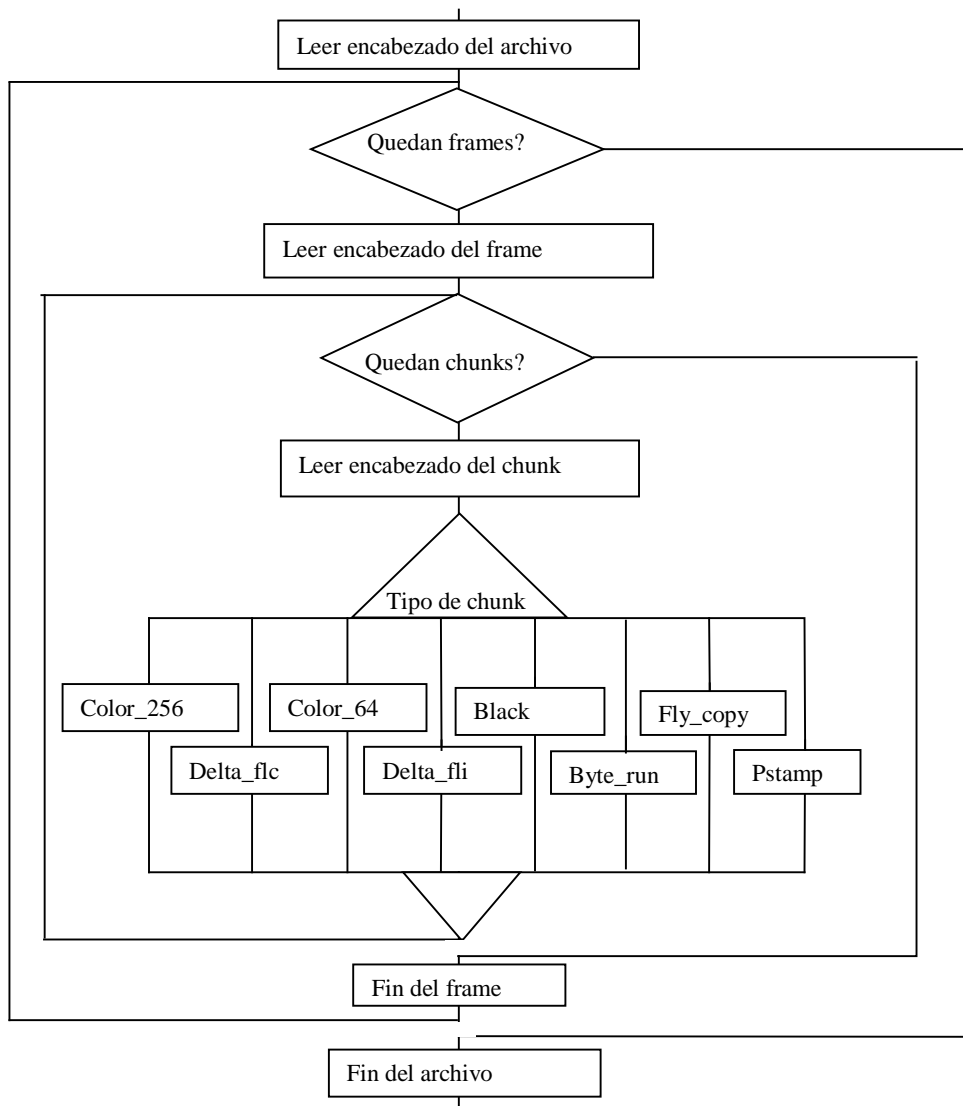 Leer encabezado del archivo
Quedan frames?
Leer encabezado del frame
Quedan chunks?
Leer encabezado del chunk
Tipo de chunk
Color_256
Color_64
Black
Fly_copy
Delta_flc
Delta_fli
Byte_run
Pstamp
Fin del frame
Fin del archivo